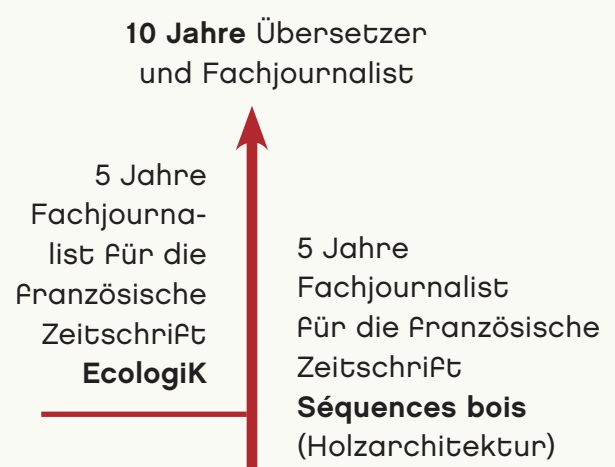 10 Jahre Übersetzer
und Fachjournalist
5 Jahre
Fachjourna-
list für die
französische
Zeitschrift
EcologiK
5 Jahre
Fachjournalist
für die französische
Zeitschrift
Séquences bois
(Holzarchitektur)